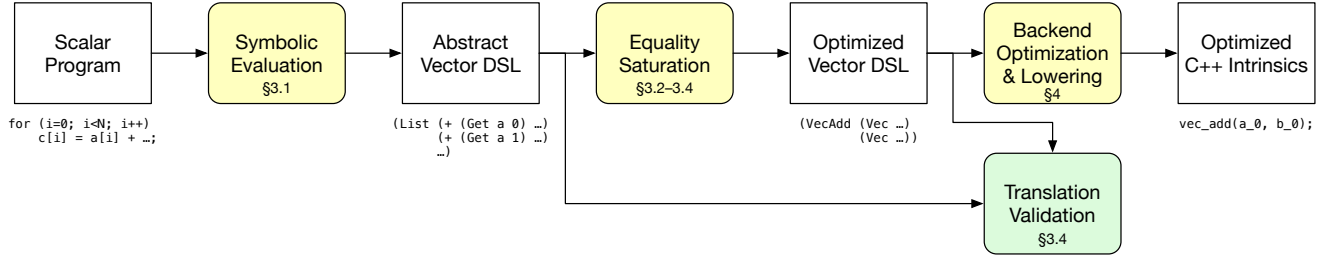 Scalar
Program
Symbolic
Evaluation
§3.1
Abstract
Vector DSL
Equality
Saturation
§3.2–3.4
Optimized
Vector DSL
Backend
Optimization
& Lowering
§4
Optimized
C++ Intrinsics
for (i=0; i<N; i++)
    c[i] = a[i] + …;
(List (+ (Get a 0) …)
      (+ (Get a 1) …)
      …)
(VecAdd (Vec …)
        (Vec …))
vec_add(a_0, b_0);
Translation
Validation
§3.4